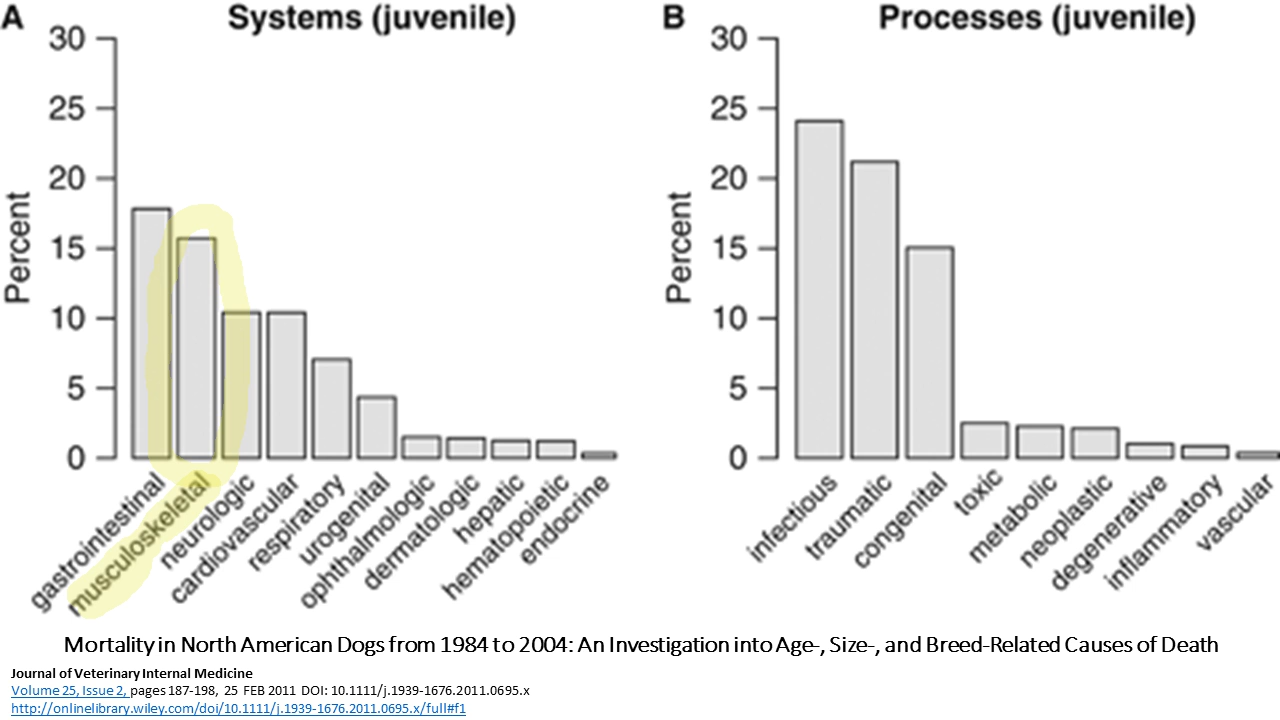 A
Systems (juvenile)
30
25
20
15
10
5
0
Percent
gastrointestinal
musculoskeletal
neurologic
cardiovascular
respiratory
urogenital
ophthalmologic
dermatologic
hepatic
hematopoietic
endocrine
B
Processes (juvenile)
30
25
20
15
10
5
0
Percent
infectious
traumatic
congenital
toxic
metabolic
neoplastic
degenerative
inflammatory
vascular
Mortality in North American Dogs from 1984 to 2004: An Investigation into Age-, Size-, and Breed-Related Causes of Death
Journal of Veterinary Internal Medicine
Volume 25, Issue 2, pages 187-198, 25 FEB 2011 DOI: 10.1111/j.1939-1676.2011.0695.x
http://onlinelibrary.wiley.com/doi/10.1111/j.1939-1676.2011.0695.x/full#f1